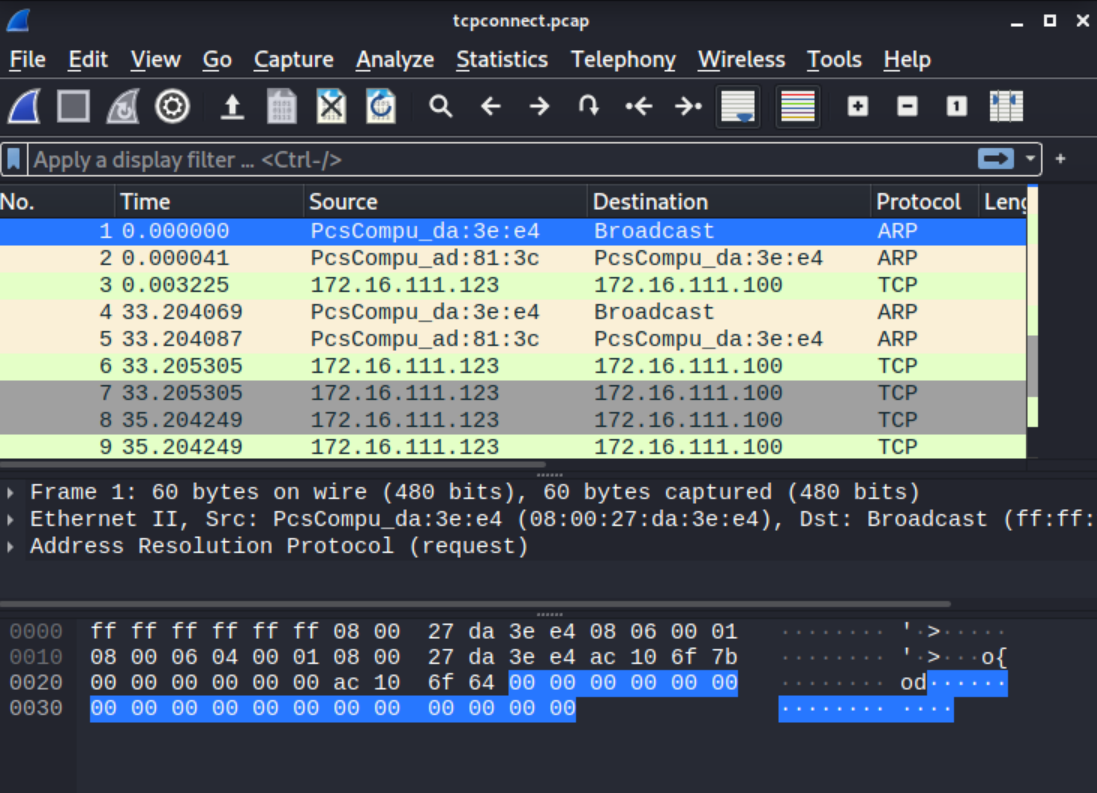 tcpconnect.pcap
File Edit View Go Capture Analyze Statistics Telephony Wireless Tools Help
Apply a display filter ... <Ctrl-/>
No. Time Source Destination Protocol Leng
1 0.000000 PcsCompu_da:3e:e4 Broadcast ARP
2 0.000041 PcsCompu_ad:81:3c PcsCompu_da:3e:e4 ARP
3 0.003225 172.16.111.123 172.16.111.100 TCP
4 33.204069 PcsCompu_da:3e:e4 Broadcast ARP
5 33.204087 PcsCompu_ad:81:3c PcsCompu_da:3e:e4 ARP
6 33.205305 172.16.111.123 172.16.111.100 TCP
7 33.205305 172.16.111.123 172.16.111.100 TCP
8 35.204249 172.16.111.123 172.16.111.100 TCP
9 35.204249 172.16.111.123 172.16.111.100 TCP
Frame 1: 60 bytes on wire (480 bits), 60 bytes captured (480 bits)
Ethernet II, Src: PcsCompu_da:3e:e4 (08:00:27:da:3e:e4), Dst: Broadcast (ff:ff:
Address Resolution Protocol (request)
0000 ff ff ff ff ff ff 08 00 27 da 3e e4 08 06 00 01 ········ '·>·····
0010 08 00 06 04 00 01 08 00 27 da 3e e4 ac 10 6f 7b ········ '·>···o{
0020 00 00 00 00 00 00 ac 10 6f 64 00 00 00 00 00 00 ········ od······
0030 00 00 00 00 00 00 00 00 00 00 00 00 ········ ····